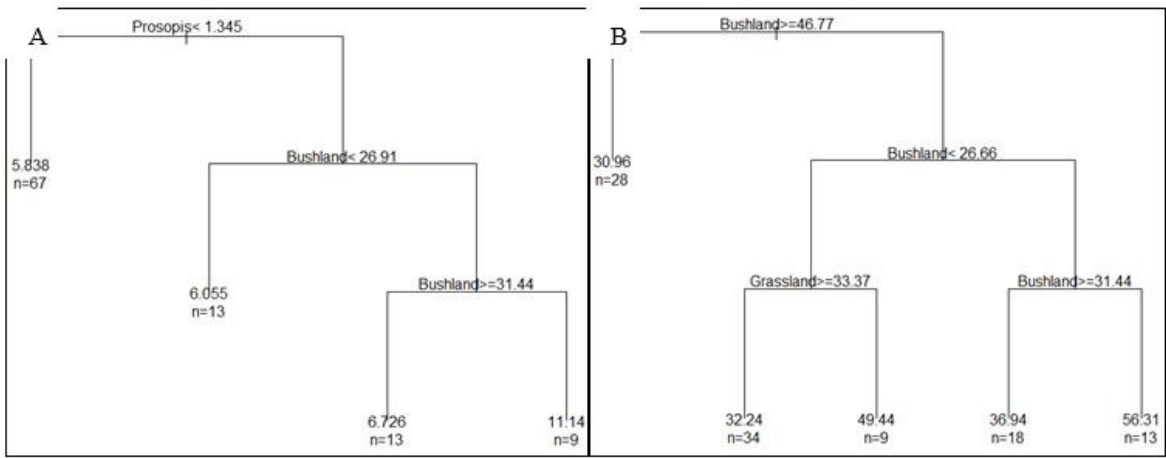 A
Prosopis< 1.345
5.838
n=67
Bushland< 26.91
6.055
n=13
Bushland>=31.44
6.726
n=13
11.14
n=9
B
Bushland>=46.77
30.96
n=28
Bushland< 26.66
Grassland>=33.37
Bushland>=31.44
32.24
n=34
49.44
n=9
36.94
n=18
56.31
n=13